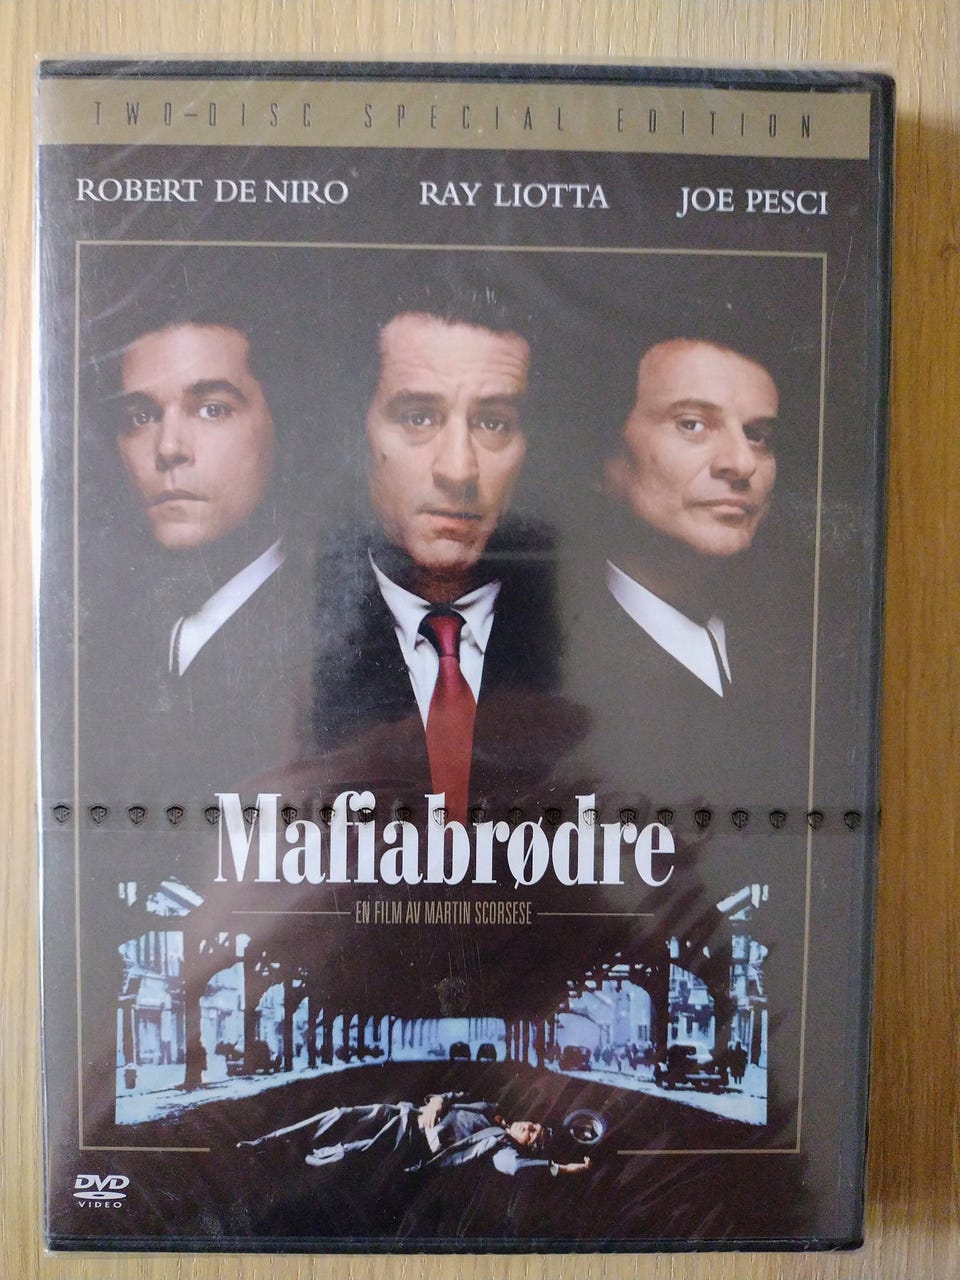 TWO-DISC SPECIAL EDITION
ROBERT DE NIRO RAY LIOTTA JOE PESCI
Mafiabrødre
EN FILM AV MARTIN SCORSESE
DVD
VIDEO